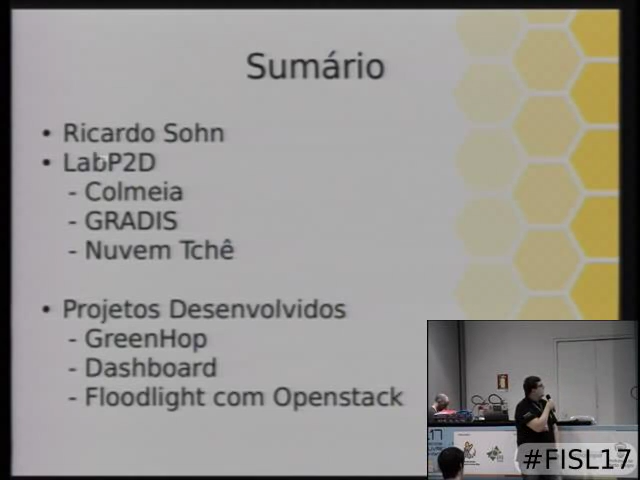 Sumário
• Ricardo Sohn
• LabP2D
- Colmeia
- GRADIS
- Nuvem Tchê
• Projetos Desenvolvidos
- GreenHop
- Dashboard
- Floodlight com Openstack
#FISL17